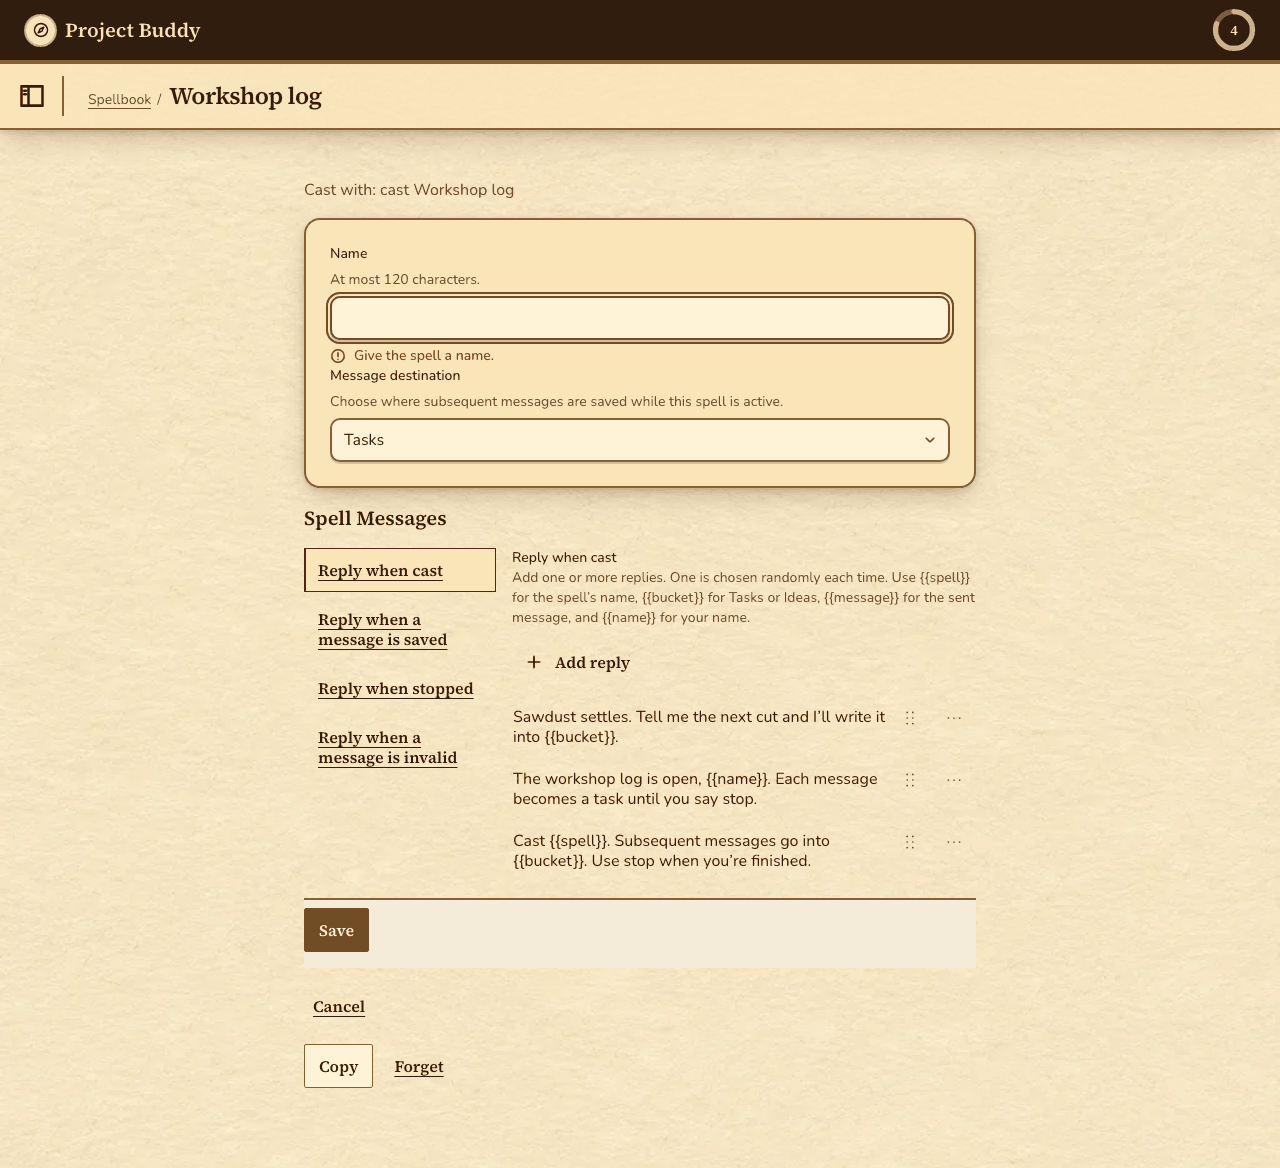 Project Buddy
4
Spellbook / Workshop log
Cast with: cast Workshop log
Name
At most 120 characters.
Give the spell a name.
Message destination
Choose where subsequent messages are saved while this spell is active.
Tasks
Spell Messages
Reply when cast
Reply when a
message is saved
Reply when stopped
Reply when a
message is invalid
Reply when cast
Add one or more replies. One is chosen randomly each time. Use {{spell}}
for the spell’s name, {{bucket}} for Tasks or Ideas, {{message}} for the sent
message, and {{name}} for your name.
Add reply
Sawdust settles. Tell me the next cut and I’ll write it
into {{bucket}}.
The workshop log is open, {{name}}. Each message
becomes a task until you say stop.
Cast {{spell}}. Subsequent messages go into
{{bucket}}. Use stop when you’re finished.
Save
Cancel
Copy
Forget